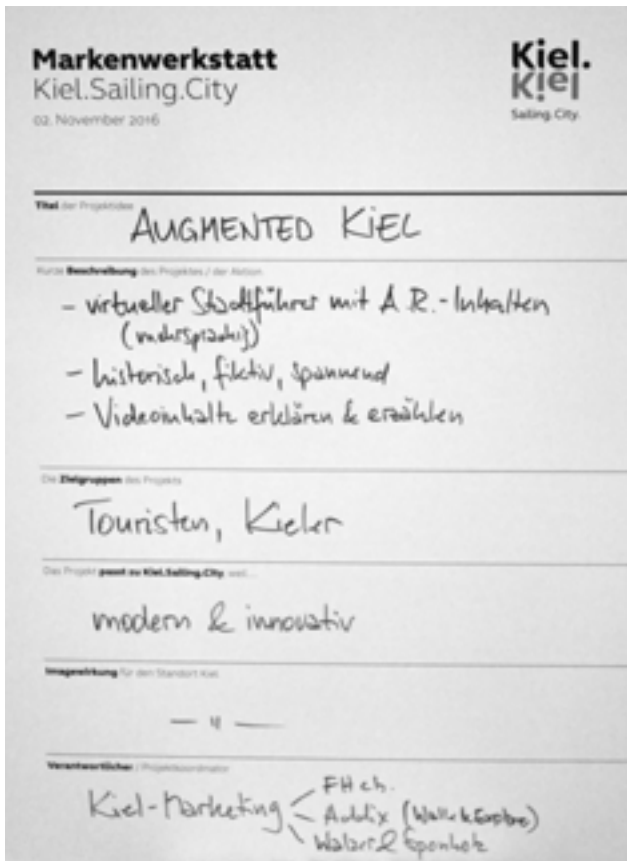 Markenwerkstatt
Kiel.Sailing.City
02. November 2016
Kiel.
Kiel
Sailing.City.
Titel der Projektidee
AUGMENTED KIEL
Kurze Beschreibung des Projektes / der Aktion
- virtueller Stadtführer mit A.R.-Inhalten
(mehrsprachig)
- historisch, fiktiv, spannend
- Videoinhalte erklären & erzählen
Die Zielgruppen des Projekts
Touristen, Kieler
Das Projekt passt zu Kiel.Sailing.City, weil...
modern & innovativ
Imagewirkung für den Standort Kiel
— " —
Verantwortlicher / Projektkoordinator
FH
Kiel-Marketing